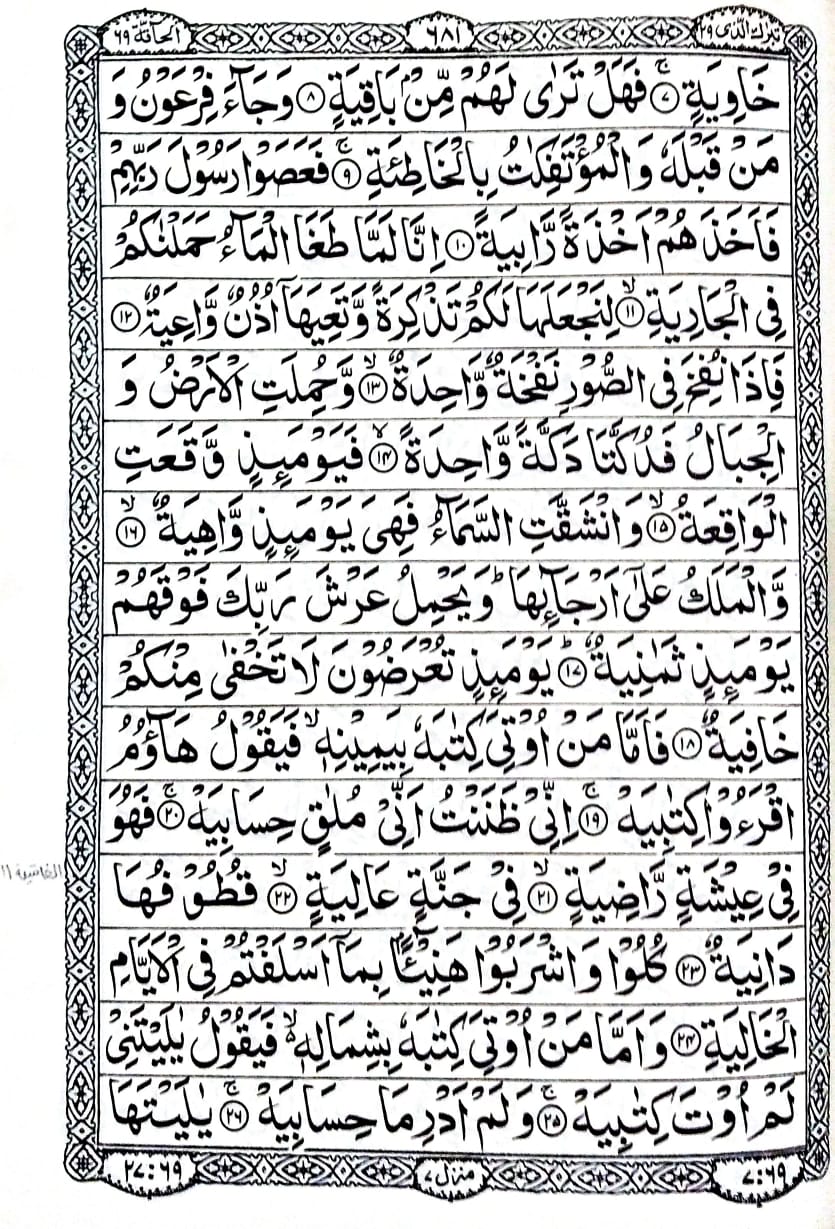 تبرك الذى ٢٩
٦٨١
الحاقة ٦٩
خَاوِيَةٍ ۚ‏﴿٧﴾ فَهَلْ تَرٰى لَهُمْ مِّنْۢ بَاقِيَةٍ ﴿٨﴾ وَجَآءَ فِرْعَوْنُ وَ
مَنْ قَبْلَهٗ وَالْمُؤْتَفِكٰتُ بِالْخَاطِئَةِ ۚ‏﴿٩﴾ فَعَصَوْا رَسُوْلَ رَبِّهِمْ
فَاَخَذَهُمْ اَخْذَةً رَّابِيَةً ﴿١٠﴾ اِنَّا لَمَّا طَغَا الْمَآءُ حَمَلْنٰكُمْ
فِى الْجَارِيَةِ ۙ‏﴿١١﴾ لِنَجْعَلَهَا لَكُمْ تَذْكِرَةً وَّتَعِيَهَاۤ اُذُنٌ وَّاعِيَةٌ ﴿١٢﴾
فَاِذَا نُفِخَ فِى الصُّوْرِ نَفْخَةٌ وَّاحِدَةٌ ۙ‏﴿١٣﴾ وَّحُمِلَتِ الْاَرْضُ وَ
الْجِبَالُ فَدُكَّتَا دَكَّةً وَّاحِدَةً ۙ‏﴿١٤﴾ فَيَوْمَئِذٍ وَّقَعَتِ
الْوَاقِعَةُ ۙ‏﴿١٥﴾ وَانْشَقَّتِ السَّمَآءُ فَهِىَ يَوْمَئِذٍ وَّاهِيَةٌ ۙ‏﴿١٦﴾
وَّالْمَلَكُ عَلٰٓى اَرْجَآئِهَا ؕ وَيَحْمِلُ عَرْشَ رَبِّكَ فَوْقَهُمْ
يَوْمَئِذٍ ثَمٰنِيَةٌ ؕ‏﴿١٧﴾ يَوْمَئِذٍ تُعْرَضُوْنَ لَا تَخْفٰى مِنْكُمْ
خَافِيَةٌ ﴿١٨﴾ فَاَمَّا مَنْ اُوْتِىَ كِتٰبَهٗ بِيَمِيْنِهٖ ۙ فَيَقُوْلُ هَآؤُمُ
اقْرَءُوْا كِتٰبِيَهْ ۚ‏﴿١٩﴾ اِنِّىْ ظَنَنْتُ اَنِّىْ مُلٰقٍ حِسَابِيَهْ ۚ‏﴿٢٠﴾ فَهُوَ
فِىْ عِيْشَةٍ رَّاضِيَةٍ ۙ‏﴿٢١﴾ فِىْ جَنَّةٍ عَالِيَةٍ ۙ‏﴿٢٢﴾ قُطُوْفُهَا
دَانِيَةٌ ﴿٢٣﴾ كُلُوْا وَاشْرَبُوْا هَنِيْٓئًۢا بِمَاۤ اَسْلَفْتُمْ فِى الْاَيَّامِ
الْخَالِيَةِ ﴿٢٤﴾ وَاَمَّا مَنْ اُوْتِىَ كِتٰبَهٗ بِشِمَالِهٖ ۙ فَيَقُوْلُ يٰلَيْتَنِىْ
لَمْ اُوْتَ كِتٰبِيَهْ ۚ‏﴿٢٥﴾ وَلَمْ اَدْرِ مَا حِسَابِيَهْ ۚ‏﴿٢٦﴾ يٰلَيْتَهَا
الغاشية ١١
٧:٦٩
منزل ٧
٢٧:٦٩